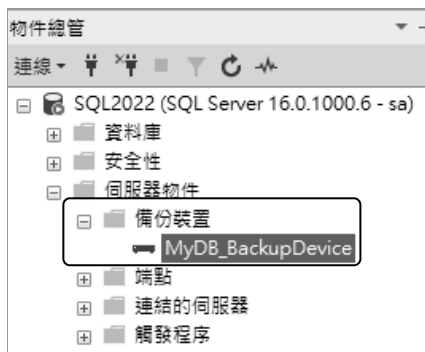 物件總管
連線
SQL2022 (SQL Server 16.0.1000.6 - sa)
資料庫
安全性
伺服器物件
備份裝置
MyDB_BackupDevice
端點
連結的伺服器
觸發程序